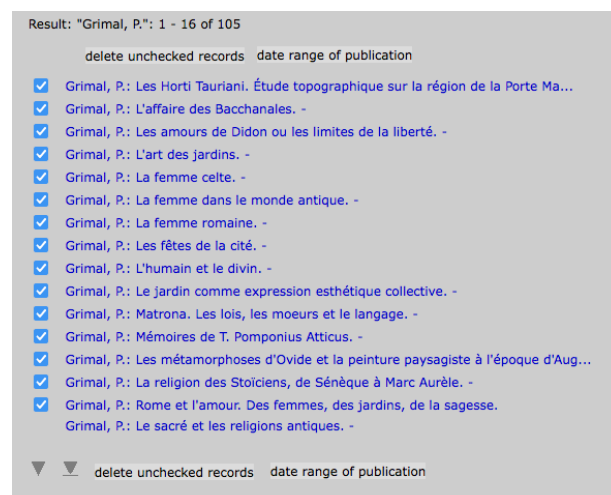 Result: "Grimal, P.": 1 - 16 of 105
delete unchecked records date range of publication
Grimal, P.: Les Horti Tauriani. Étude topographique sur la région de la Porte Ma...
Grimal, P.: L'affaire des Bacchanales. -
Grimal, P.: Les amours de Didon ou les limites de la liberté. -
Grimal, P.: L'art des jardins. -
Grimal, P.: La femme celte. -
Grimal, P.: La femme dans le monde antique. -
Grimal, P.: La femme romaine. -
Grimal, P.: Les fêtes de la cité. -
Grimal, P.: L'humain et le divin. -
Grimal, P.: Le jardin comme expression esthétique collective. -
Grimal, P.: Matrona. Les lois, les moeurs et le langage. -
Grimal, P.: Mémoires de T. Pomponius Atticus. -
Grimal, P.: Les métamorphoses d'Ovide et la peinture paysagiste à l'époque d'Aug...
Grimal, P.: La religion des Stoïciens, de Sénèque à Marc Aurèle. -
Grimal, P.: Rome et l'amour. Des femmes, des jardins, de la sagesse.
Grimal, P.: Le sacré et les religions antiques. -
delete unchecked records date range of publication